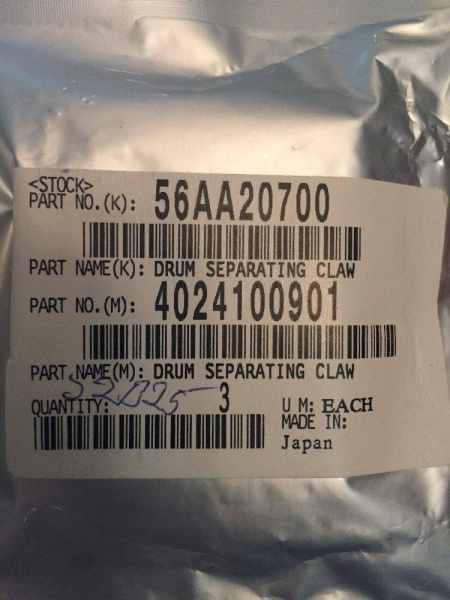 <STOCK>
PART NO.(K): 56AA20700
PART NAME(K): DRUM SEPARATING CLAW
PART NO.(M): 4024100901
PART NAME(M): DRUM SEPARATING CLAW
QUANTITY: 3 U M: EACH
MADE IN:
Japan